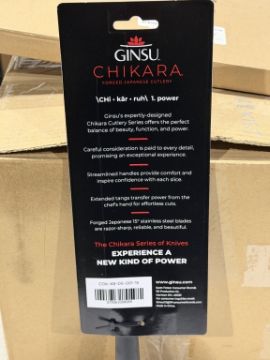 GINSU
CHIKARA
FORGED JAPANESE CUTLERY
\CHi • kär • ruh\ 1. power
Ginsu's expertly-designed
Chikara Cutlery Series offers the perfect
balance of beauty, function, and power.
Careful consideration is paid to every detail,
promising an exceptional experience.
Streamlined handles provide comfort and
inspire confidence with each slice.
Extended tangs transfer power from
the chef's hand for effortless cuts.
Forged Japanese 15° stainless steel blades
are razor-sharp, reliable, and beautiful.
The Chikara Series of Knives
EXPERIENCE A
NEW KIND OF POWER
www.ginsu.com
Made in China